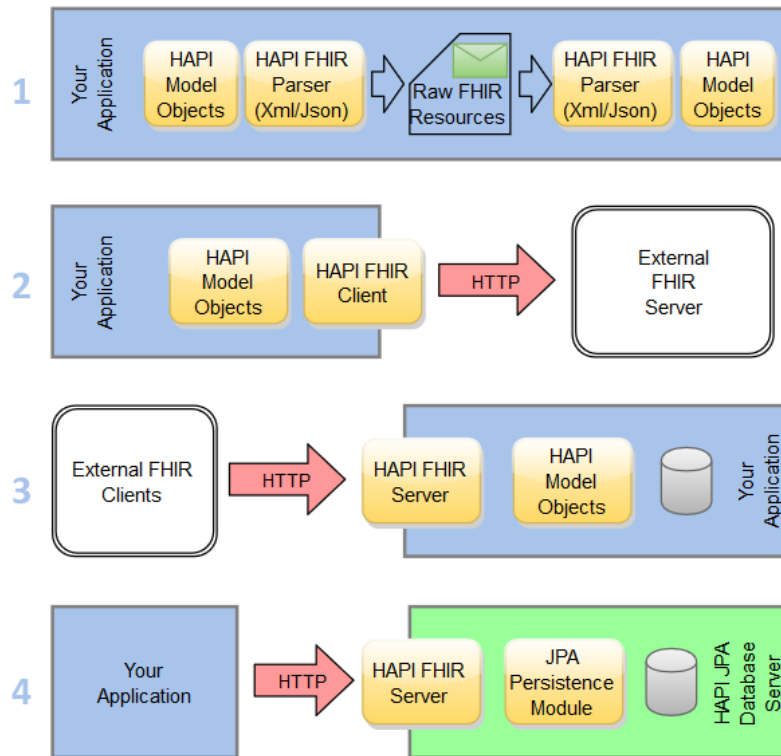 1
Your
Application
HAPI
Model
Objects
HAPI FHIR
Parser
(Xml/Json)
Raw FHIR
Resources
HAPI FHIR
Parser
(Xml/Json)
HAPI
Model
Objects
2
Your
Application
HAPI
Model
Objects
HAPI FHIR
Client
HTTP
External
FHIR
Server
3
External FHIR
Clients
HTTP
HAPI FHIR
Server
HAPI
Model
Objects
Your
Application
4
Your
Application
HTTP
HAPI FHIR
Server
JPA
Persistence
Module
HAPI JPA
Database
Server